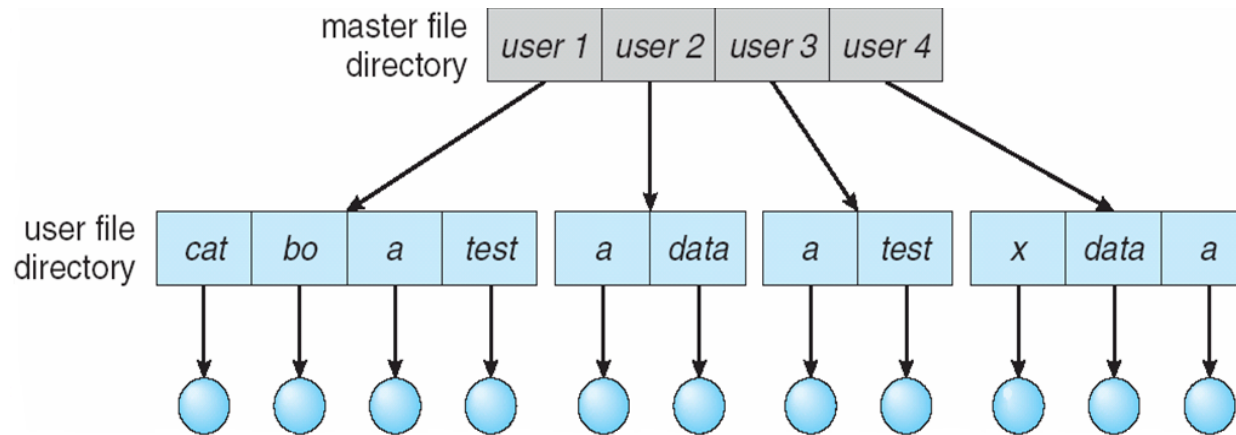 master file
directory
user 1 user 2 user 3 user 4
user file
directory
cat bo a test a data a test x data a